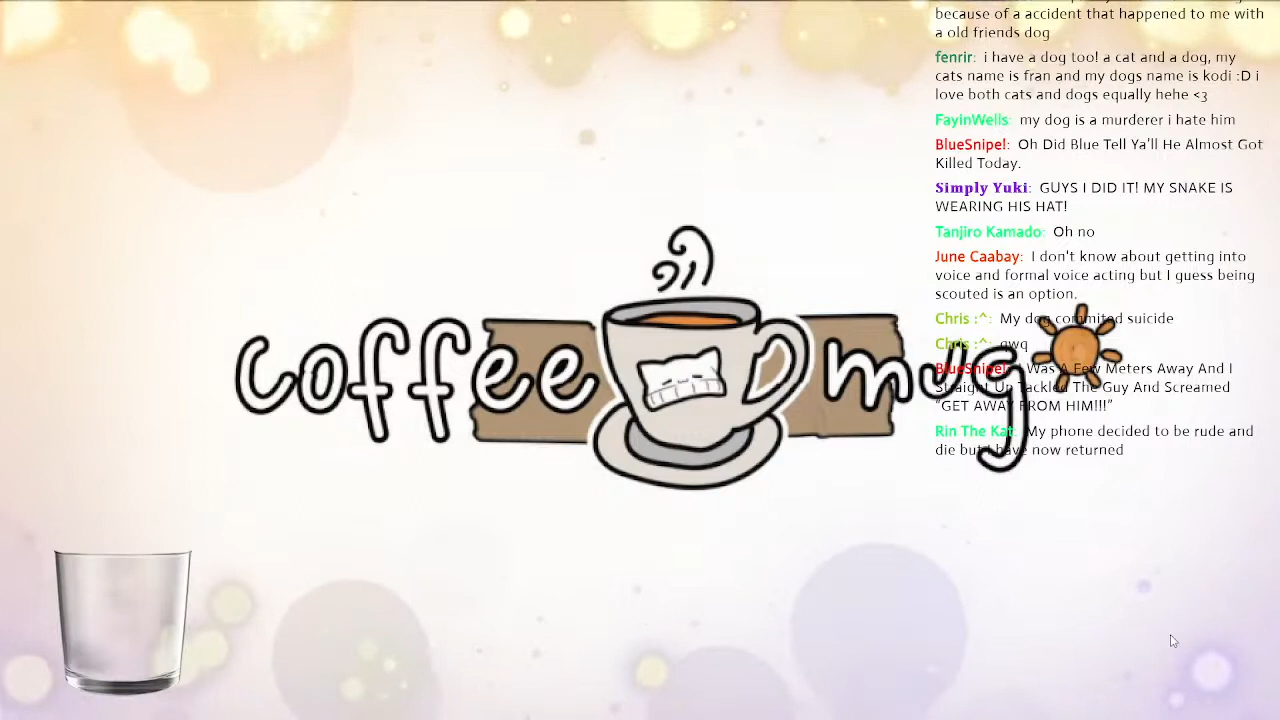 because of a accident that happened to me with
a old friends dog
fenrir: i have a dog too! a cat and a dog, my
cats name is fran and my dogs name is kodi :D i
love both cats and dogs equally hehe <3
FayinWells: my dog is a murderer i hate him
BlueSnipe!: Oh Did Blue Tell Ya'll He Almost Got
Killed Today.
Simply Yuki: GUYS I DID IT! MY SNAKE IS
WEARING HIS HAT!
Tanjiro Kamado: Oh no
June Caabay: I don't know about getting into
voice and formal voice acting but I guess being
scouted is an option.
Chris :^: My dog commited suicide
Chris :^: qwq
BlueSnipe!: I Was A Few Meters Away And I
Straight Up Tackled The Guy And Screamed
“GET AWAY FROM HIM!!!”
Rin The Kat: My phone decided to be rude and
die but I have now returned
coffee mug